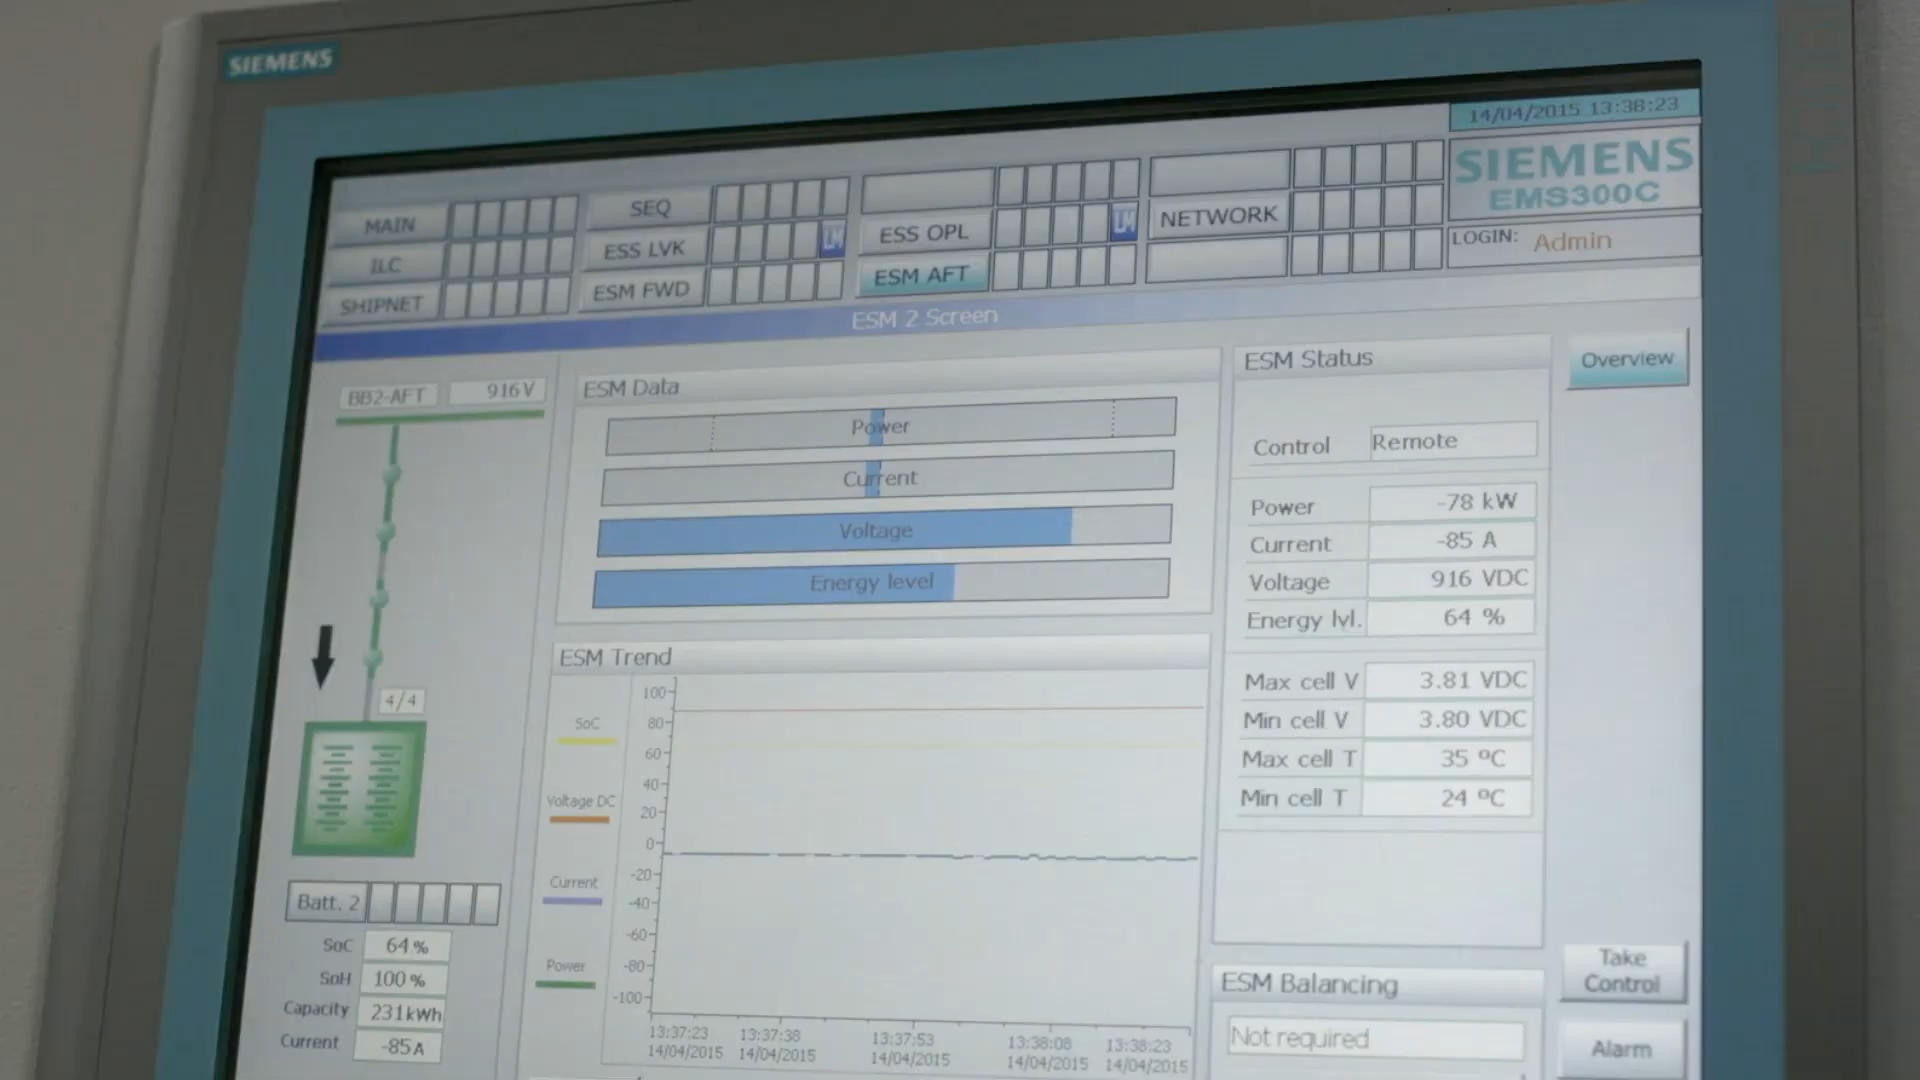 SIEMENS
14/04/2015 13:38:23
SIEMENS
EMS300C
LOGIN: Admin
MAIN
ILC
SHIPNET
SEQ
ESS LVK
LM
ESM FWD
ESS OPL
LM
ESM AFT
NETWORK
ESM 2 Screen
BB2-AFT 916V
4/4
Batt. 2
SoC 64%
SoH 100%
Capacity 231kWh
Current -85A
ESM Data
Power
Current
Voltage
Energy level
ESM Trend
SoC
Voltage DC
Current
Power
100
80
60
40
20
0
-20
-40
-60
-80
-100
13:37:23 13:37:38 13:37:53 13:38:08 13:38:23
14/04/2015 14/04/2015 14/04/2015 14/04/2015 14/04/2015
ESM Status
Control Remote
Power -78 kW
Current -85 A
Voltage 916 VDC
Energy lvl. 64 %
Max cell V 3.81 VDC
Min cell V 3.80 VDC
Max cell T 35 ºC
Min cell T 24 ºC
ESM Balancing
Not required
Overview
Take
Control
Alarm